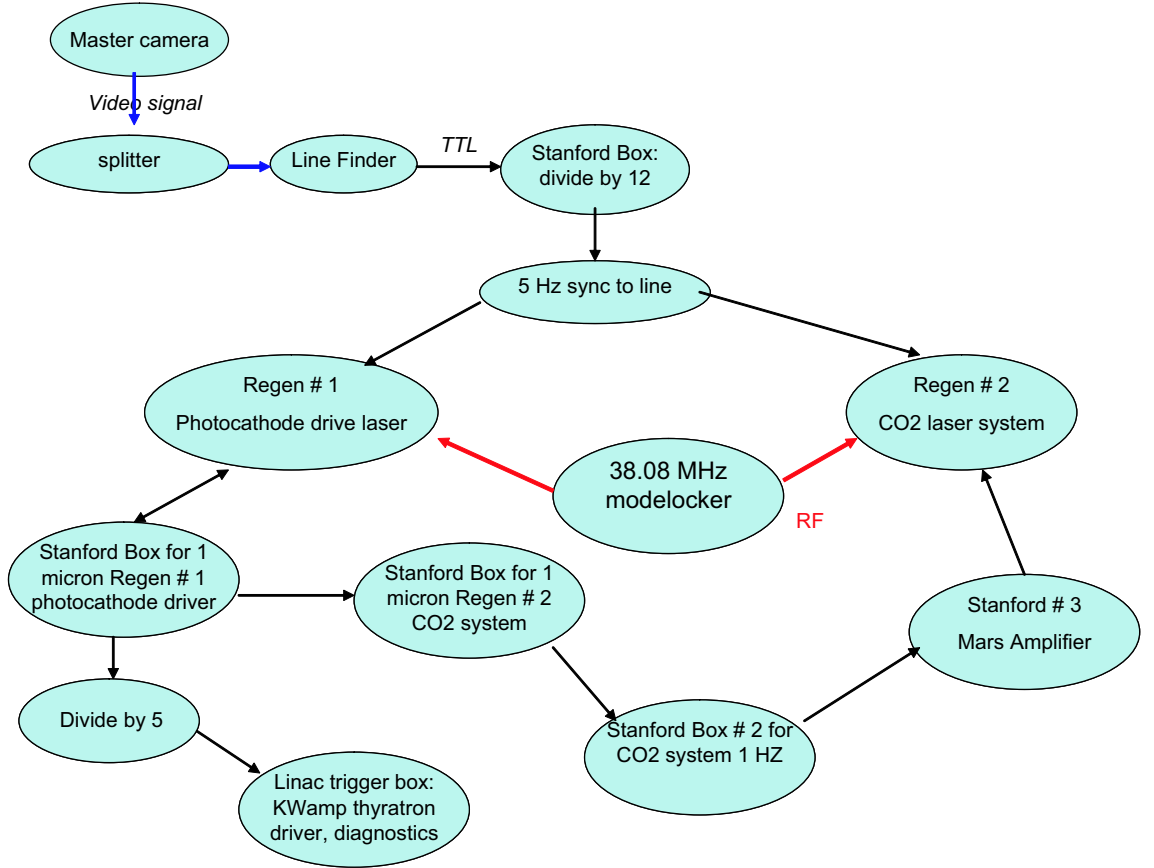 Master camera
Video signal
splitter
Line Finder
TTL
Stanford Box:
divide by 12
5 Hz sync to line
Regen # 1
Photocathode drive laser
Regen # 2
CO2 laser system
38.08 MHz
modelocker
RF
Stanford Box for 1
micron Regen # 1
photocathode driver
Stanford Box for 1
micron Regen # 2
CO2 system
Stanford # 3
Mars Amplifier
Divide by 5
Stanford Box # 2 for
CO2 system 1 HZ
Linac trigger box:
KWamp thyratron
driver, diagnostics